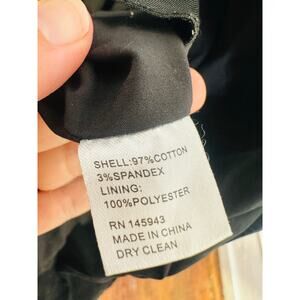 SHELL:97%COTTON
3%SPANDEX
LINING:
100%POLYESTER
RN 145943
MADE IN CHINA
DRY CLEAN